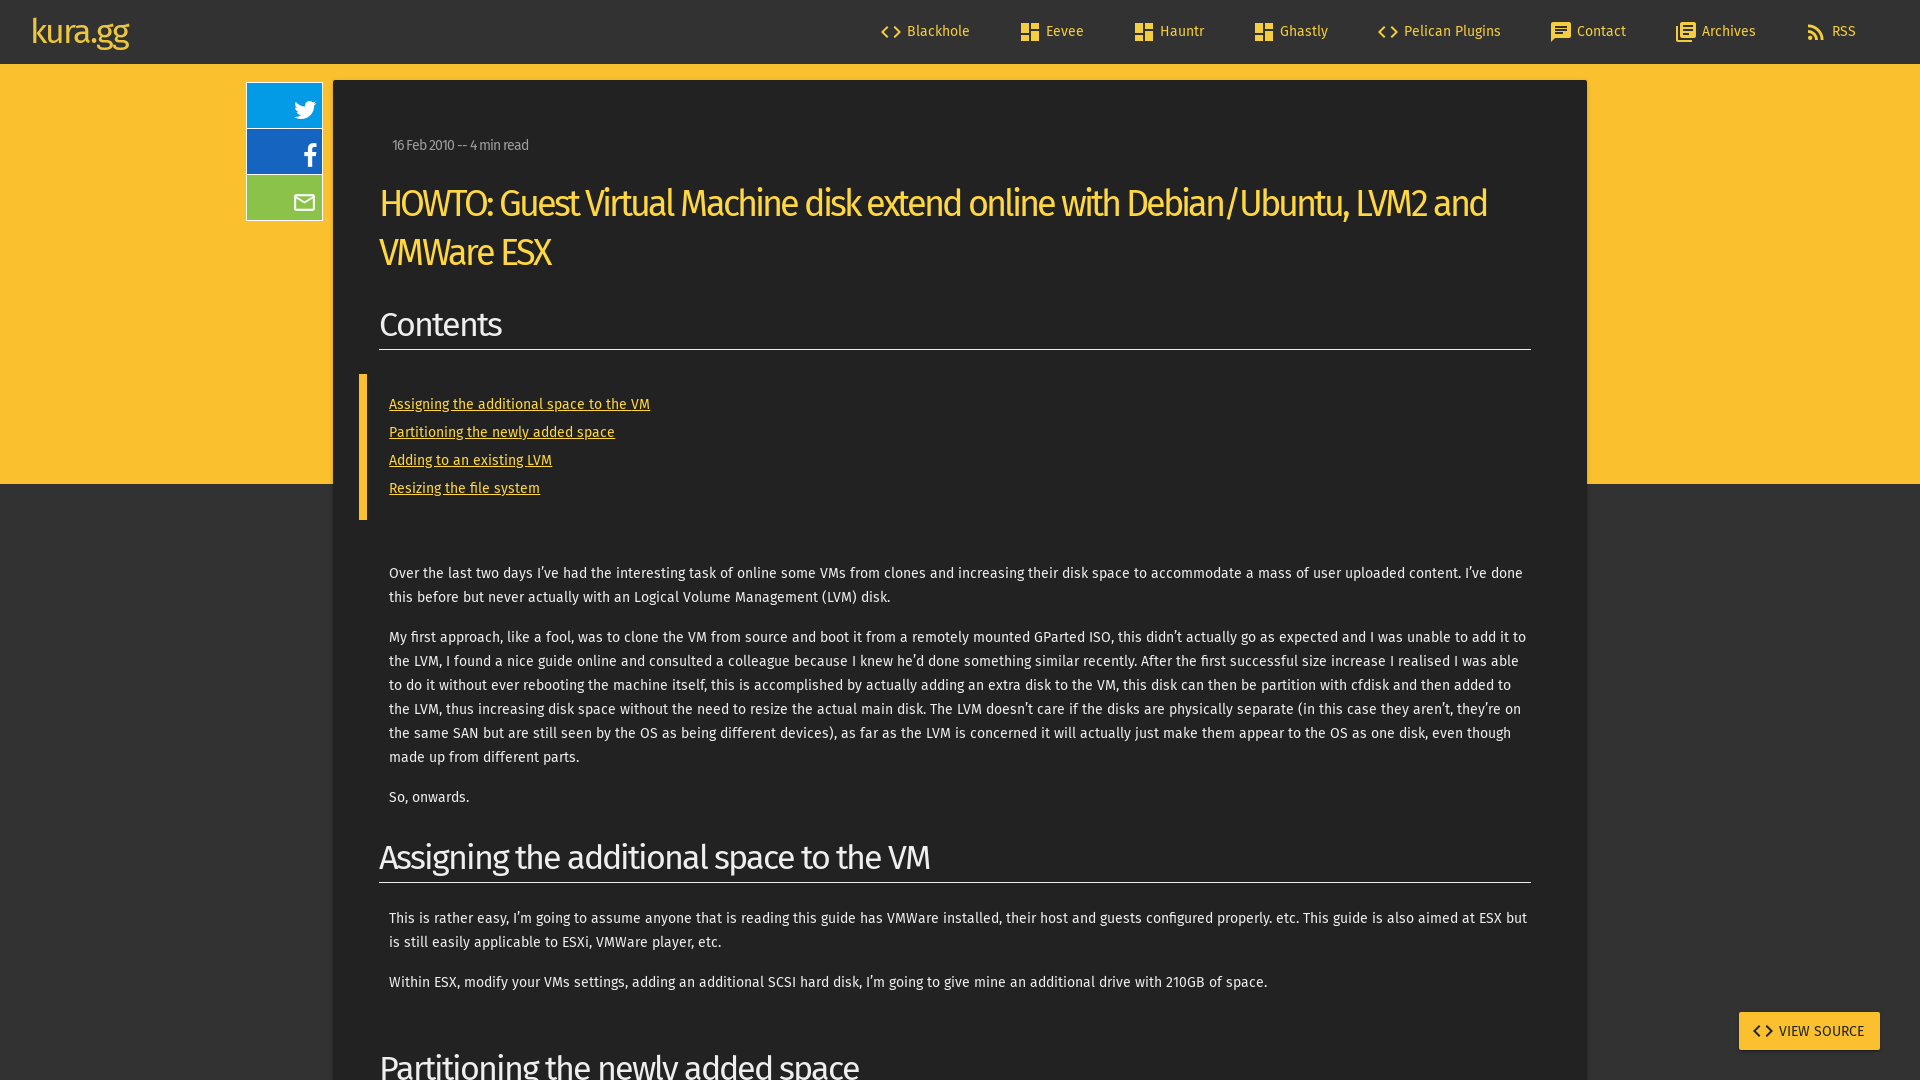 kura.gg
Blackhole
Eevee
Hauntr
Ghastly
Pelican Plugins
Contact
Archives
RSS
16 Feb 2010 -- 4 min read
HOWTO: Guest Virtual Machine disk extend online with Debian/Ubuntu, LVM2 and
VMWare ESX
Contents
Assigning the additional space to the VM
Partitioning the newly added space
Adding to an existing LVM
Resizing the file system
Over the last two days I’ve had the interesting task of online some VMs from clones and increasing their disk space to accommodate a mass of user uploaded content. I’ve done
this before but never actually with an Logical Volume Management (LVM) disk.
My first approach, like a fool, was to clone the VM from source and boot it from a remotely mounted GParted ISO, this didn’t actually go as expected and I was unable to add it to
the LVM, I found a nice guide online and consulted a colleague because I knew he’d done something similar recently. After the first successful size increase I realised I was able
to do it without ever rebooting the machine itself, this is accomplished by actually adding an extra disk to the VM, this disk can then be partition with cfdisk and then added to
the LVM, thus increasing disk space without the need to resize the actual main disk. The LVM doesn’t care if the disks are physically separate (in this case they aren’t, they’re on
the same SAN but are still seen by the OS as being different devices), as far as the LVM is concerned it will actually just make them appear to the OS as one disk, even though
made up from different parts.
So, onwards.
Assigning the additional space to the VM
This is rather easy, I’m going to assume anyone that is reading this guide has VMWare installed, their host and guests configured properly. etc. This guide is also aimed at ESX but
is still easily applicable to ESXi, VMWare player, etc.
Within ESX, modify your VMs settings, adding an additional SCSI hard disk, I’m going to give mine an additional drive with 210GB of space.
VIEW SOURCE
Partitioning the newly added space